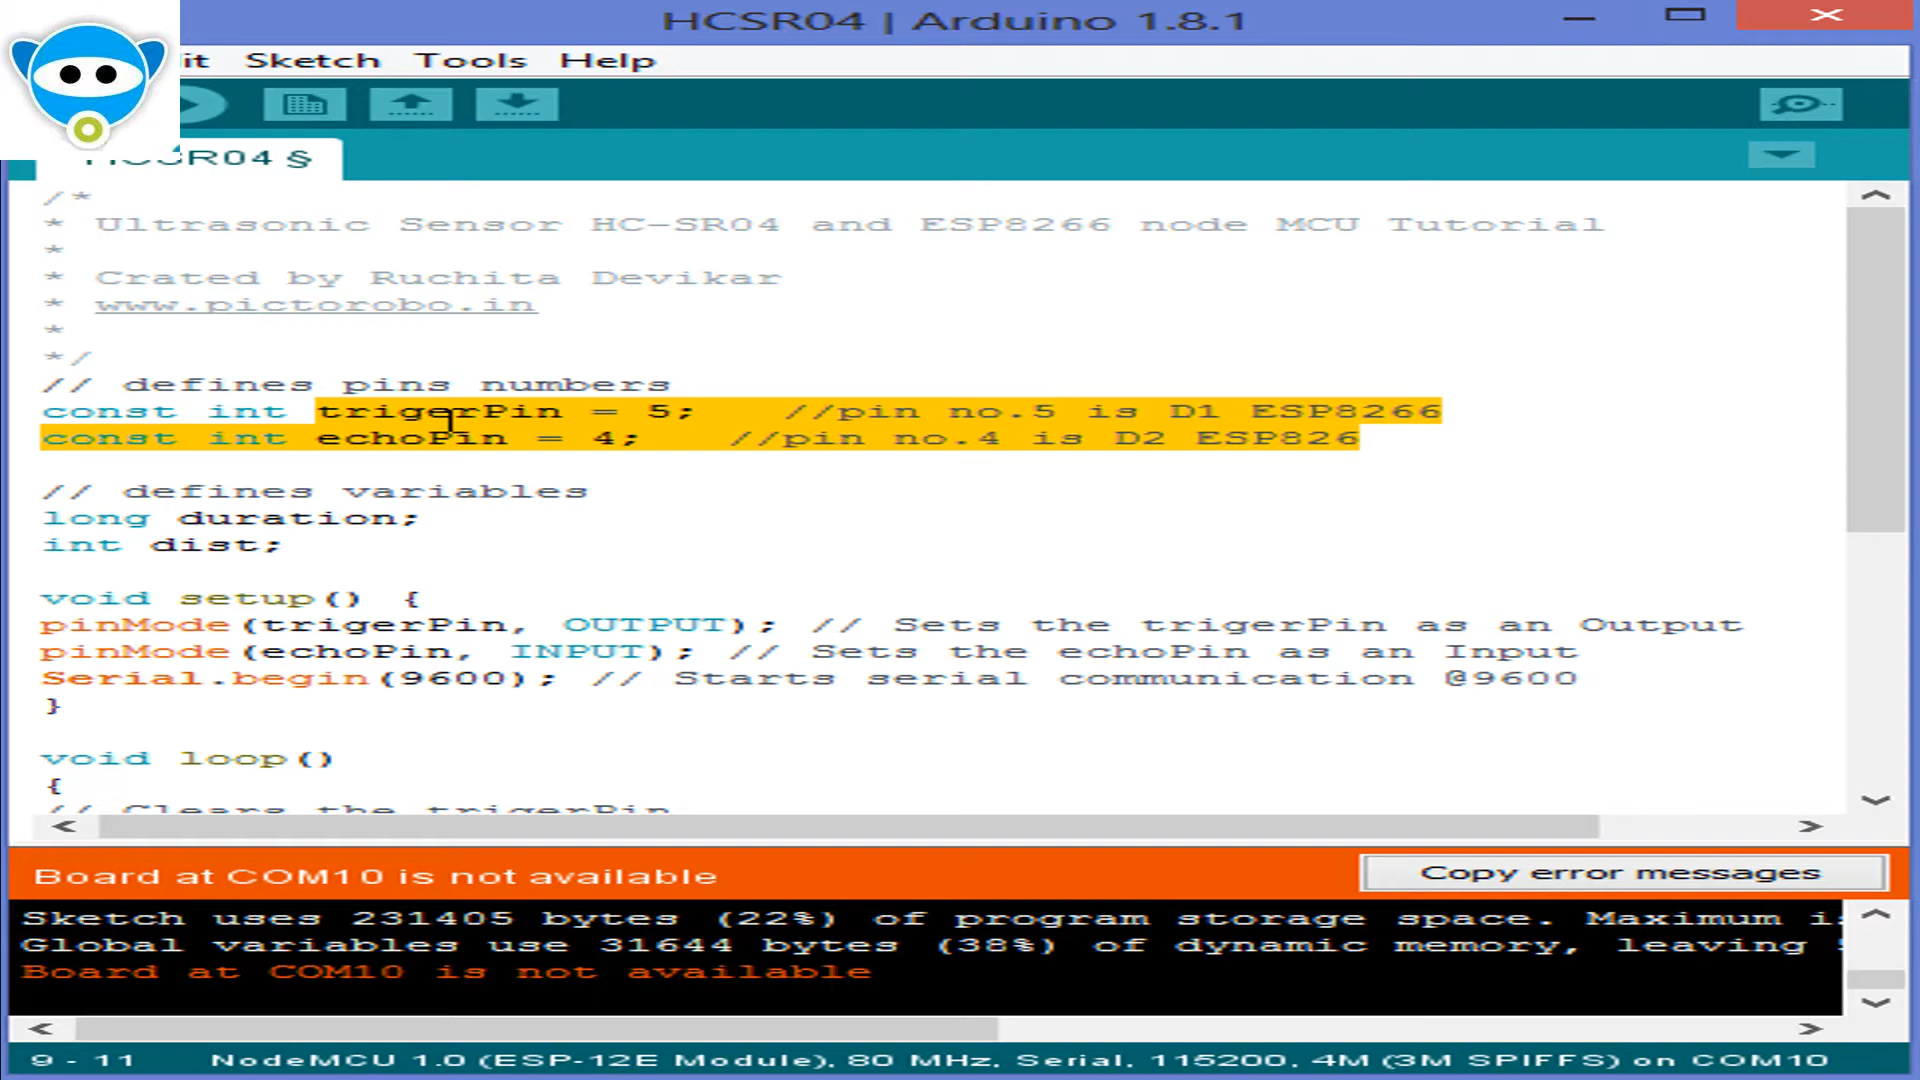 HCSR04 | Arduino 1.8.1
it Sketch Tools Help
HCSR04 §
/*
* Ultrasonic Sensor HC-SR04 and ESP8266 node MCU Tutorial
*
* Crated by Ruchita Devikar
* www.pictorobo.in
*
*/
// defines pins numbers
const int trigerPin = 5; //pin no.5 is D1 ESP8266
const int echoPin = 4; //pin no.4 is D2 ESP826
// defines variables
long duration;
int dist;
void setup() {
pinMode(trigerPin, OUTPUT); // Sets the trigerPin as an Output
pinMode(echoPin, INPUT); // Sets the echoPin as an Input
Serial.begin(9600); // Starts serial communication @9600
}
void loop()
{
// Clears the trigerPin
Board at COM10 is not available
Copy error messages
Sketch uses 231405 bytes (22%) of program storage space. Maximum i
Global variables use 31644 bytes (38%) of dynamic memory, leaving
Board at COM10 is not available
9 - 11 NodeMCU 1.0 (ESP-12E Module), 80 MHz, Serial, 115200, 4M (3M SPIFFS) on COM10